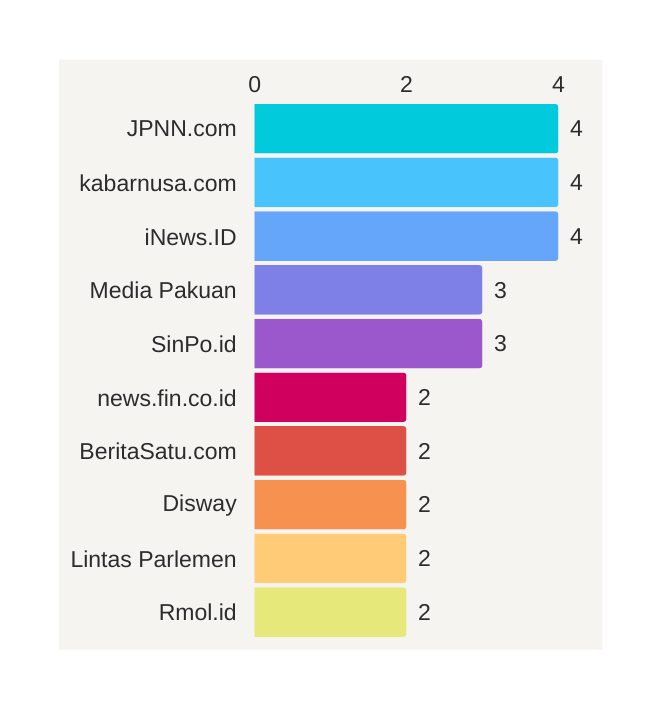 0 2 4
JPNN.com 4
kabarnusa.com 4
iNews.ID 4
Media Pakuan 3
SinPo.id 3
news.fin.co.id 2
BeritaSatu.com 2
Disway 2
Lintas Parlemen 2
Rmol.id 2